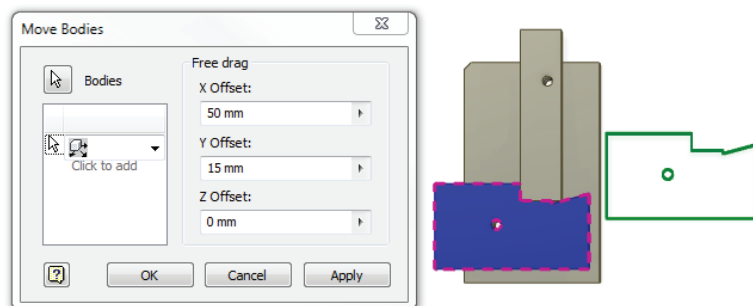 Move Bodies
Bodies
Click to add
Free drag
X Offset:
50 mm
Y Offset:
15 mm
Z Offset:
0 mm
?
OK
Cancel
Apply